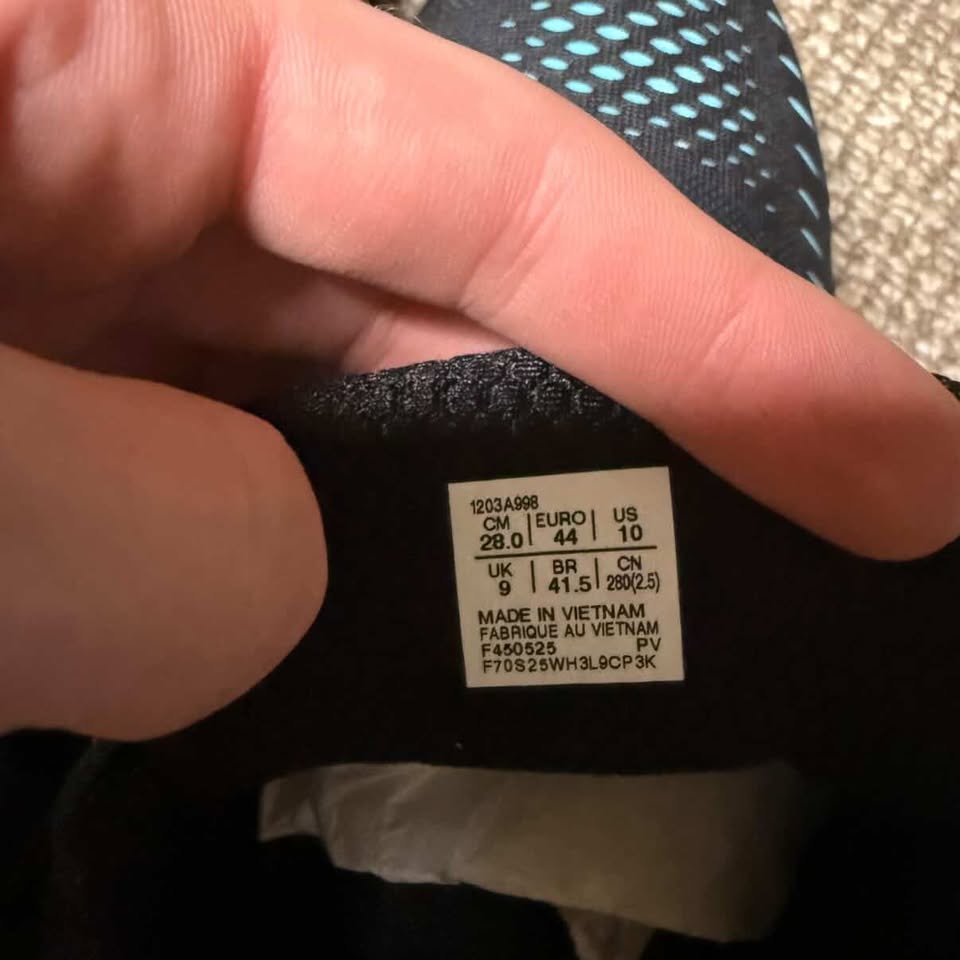 1203A998
CM | EURO | US
28.0 | 44 | 10
UK | BR | CN
9 | 41.5 | 280(2.5)
MADE IN VIETNAM
FABRIQUE AU VIETNAM
F450525 PV
F70S25WH3L9CP3K